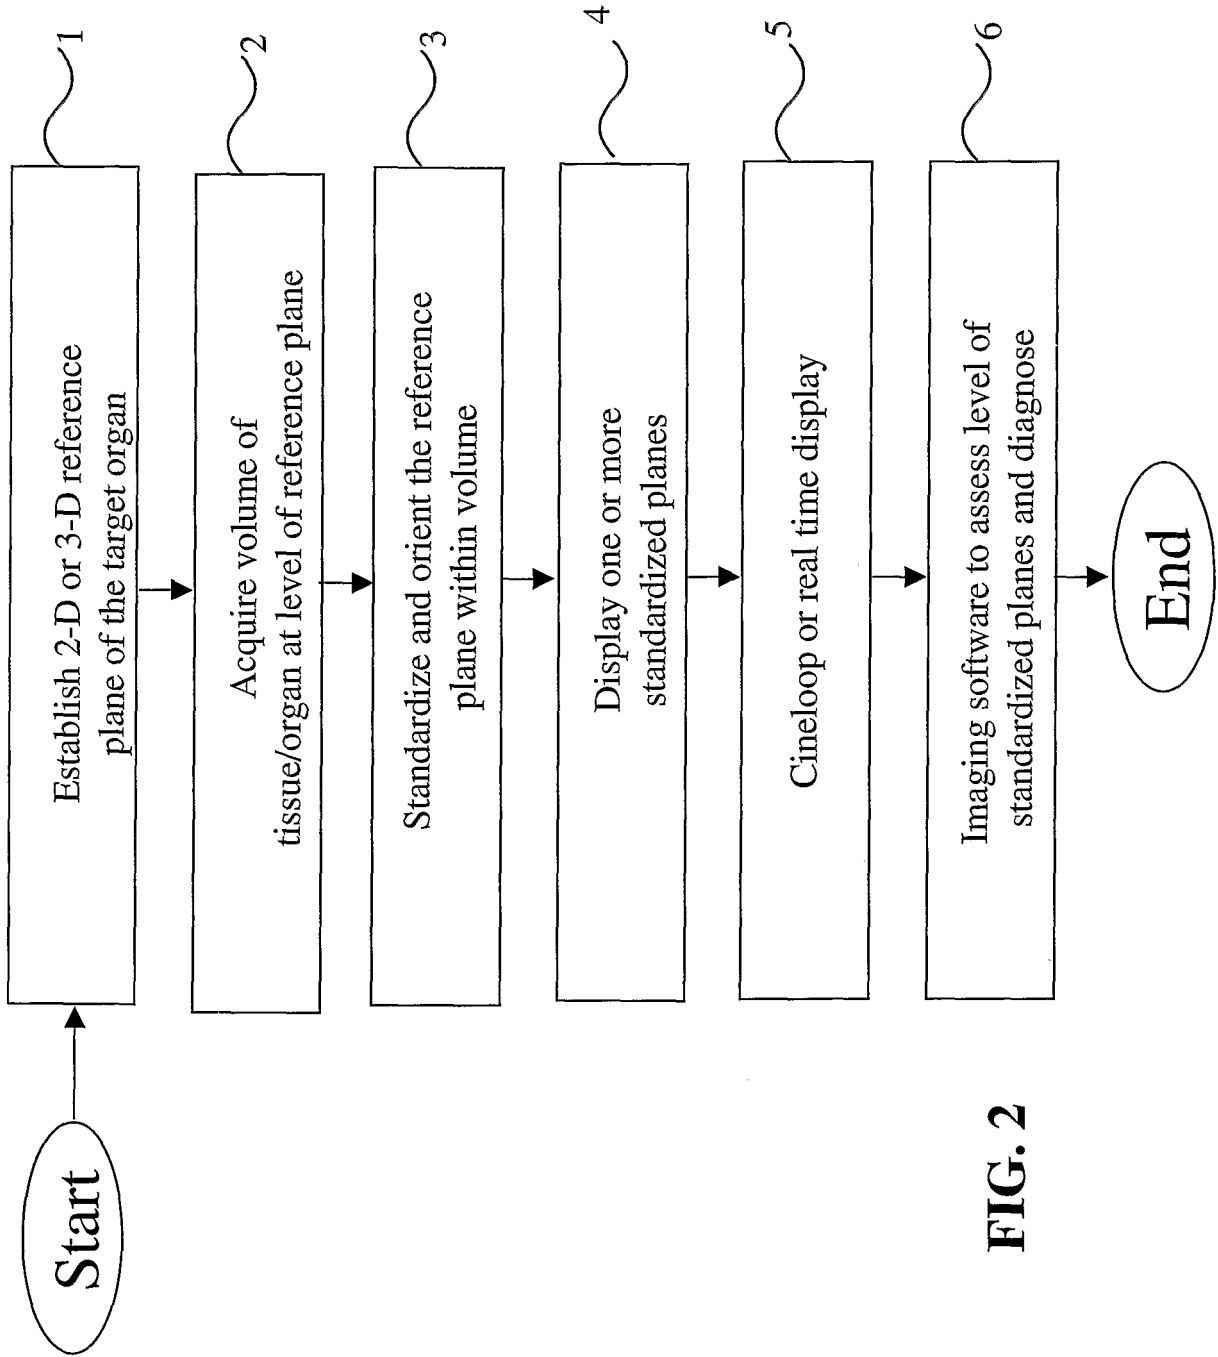 Start
Establish 2-D or 3-D reference
plane of the target organ
1
Acquire volume of
tissue/organ at level of reference plane
2
Standardize and orient the reference
plane within volume
3
Display one or more
standardized planes
4
Cineloop or real time display
5
Imaging software to assess level of
standardized planes and diagnose
6
End
FIG. 2